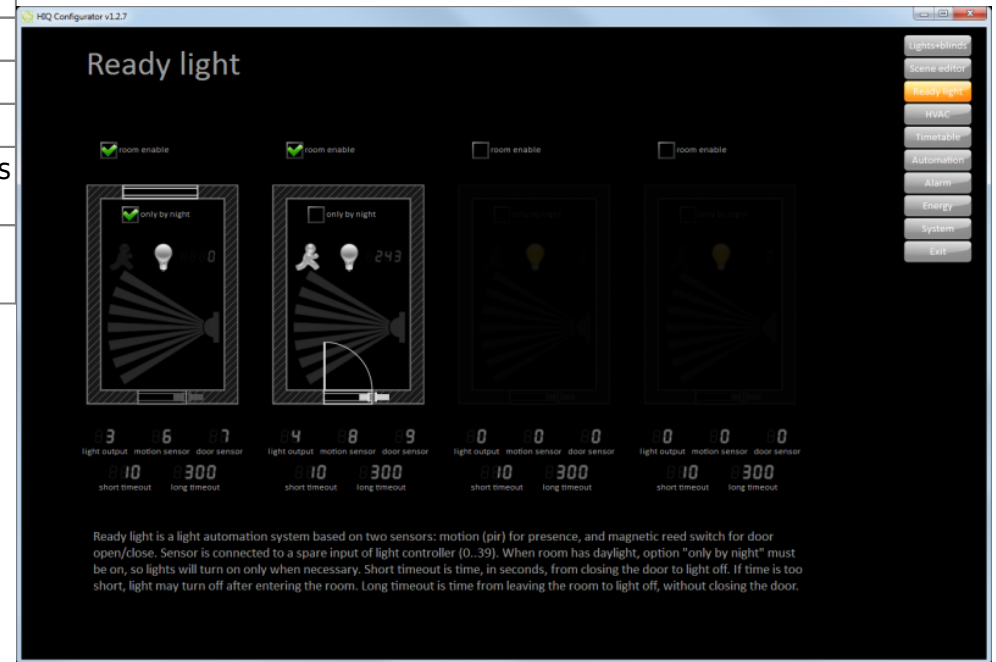 HIQ Configurator v1.2.7
Ready light
Lights+blinds
Scene editor
Ready light
HVAC
Timetable
Automation
Alarm
Energy
System
Exit
s
room enable room enable room enable room enable
only by night only by night only by night only by night
0 243
3 6 7 4 8 9 0 0 0 0 0 0
light output motion sensor door sensor light output motion sensor door sensor light output motion sensor door sensor light output motion sensor door sensor
10 300 10 300 10 300 10 300
short timeout long timeout short timeout long timeout short timeout long timeout short timeout long timeout
Ready light is a light automation system based on two sensors: motion (pir) for presence, and magnetic reed switch for door
open/close. Sensor is connected to a spare input of light controller (0..39). When room has daylight, option "only by night" must
be on, so lights will turn on only when necessary. Short timeout is time, in seconds, from closing the door to light off. If time is too
short, light may turn off after entering the room. Long timeout is time from leaving the room to light off, without closing the door.